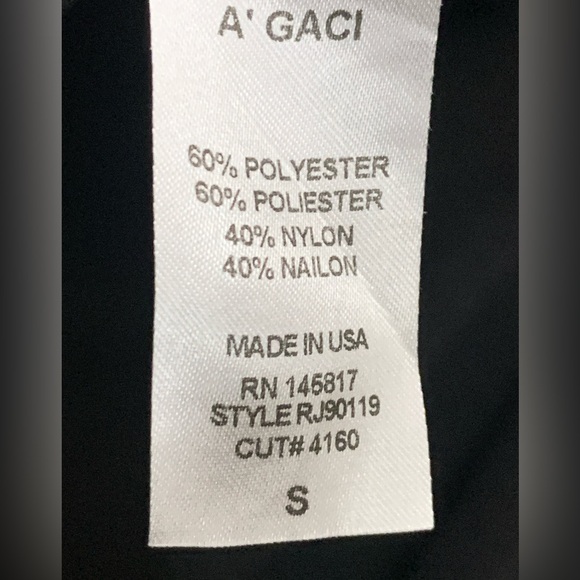 A' GACI
60% POLYESTER
60% POLIESTER
40% NYLON
40% NAILON
MADE IN USA
RN 145817
STYLE RJ90119
CUT# 4160
S